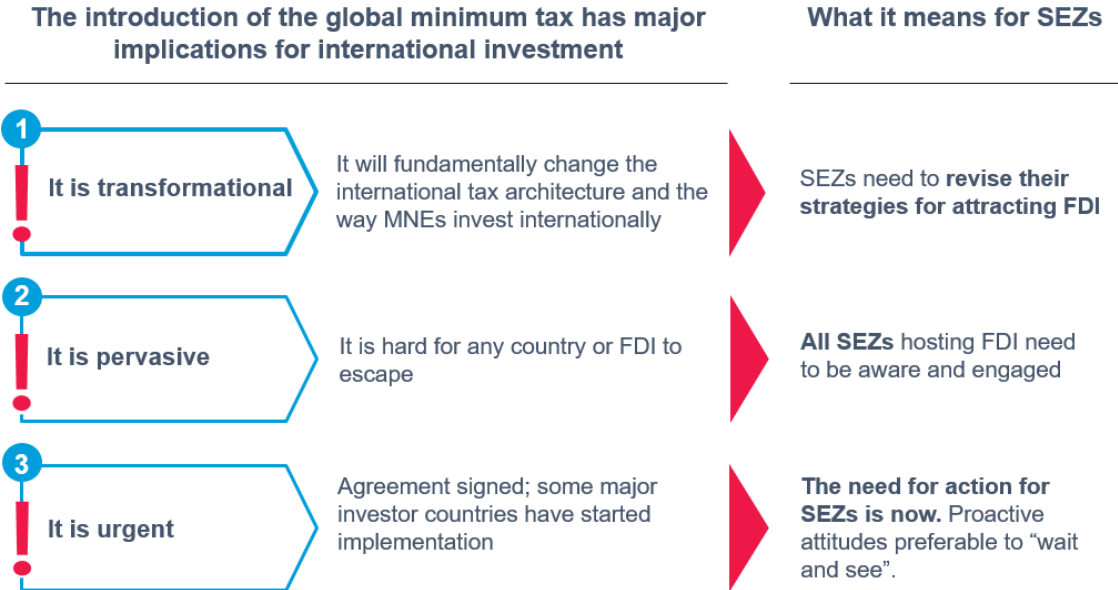 The introduction of the global minimum tax has major
implications for international investment
What it means for SEZs
1
It is transformational
It will fundamentally change the
international tax architecture and the
way MNEs invest internationally
SEZs need to revise their
strategies for attracting FDI
2
It is pervasive
It is hard for any country or FDI to
escape
All SEZs hosting FDI need
to be aware and engaged
3
It is urgent
Agreement signed; some major
investor countries have started
implementation
The need for action for
SEZs is now. Proactive
attitudes preferable to “wait
and see”.